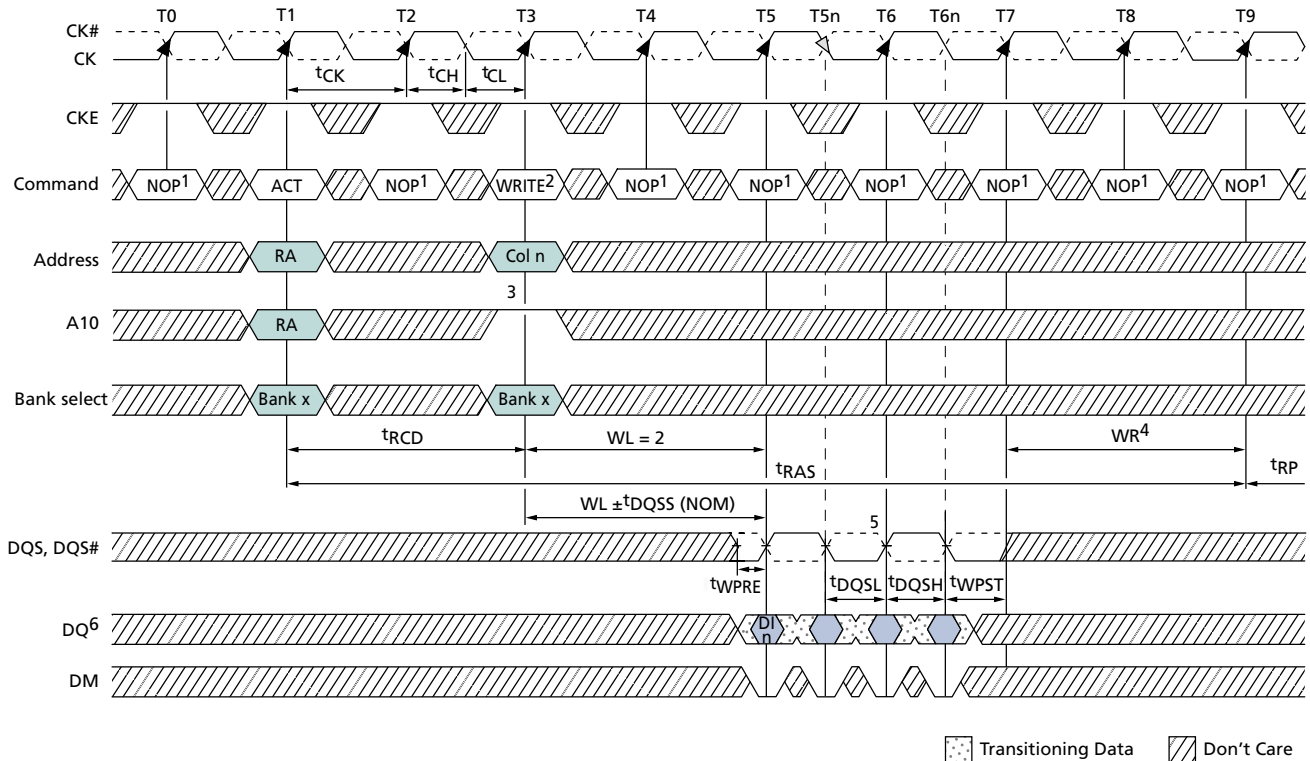 T0 T1 T2 T3 T4 T5 T5n T6 T6n T7 T8 T9
CK#
CK
tCK tCH tCL
CKE
Command NOP1 ACT NOP1 WRITE2 NOP1 NOP1 NOP1 NOP1 NOP1 NOP1
Address RA Col n
3
A10 RA
Bank select Bank x Bank x
tRCD WL = 2 WR4
tRAS tRP
WL ±tDQSS (NOM)
5
DQS, DQS#
tWPRE tDQSL tDQSH tWPST
DQ6 DI
n
DM
Transitioning Data Don't Care